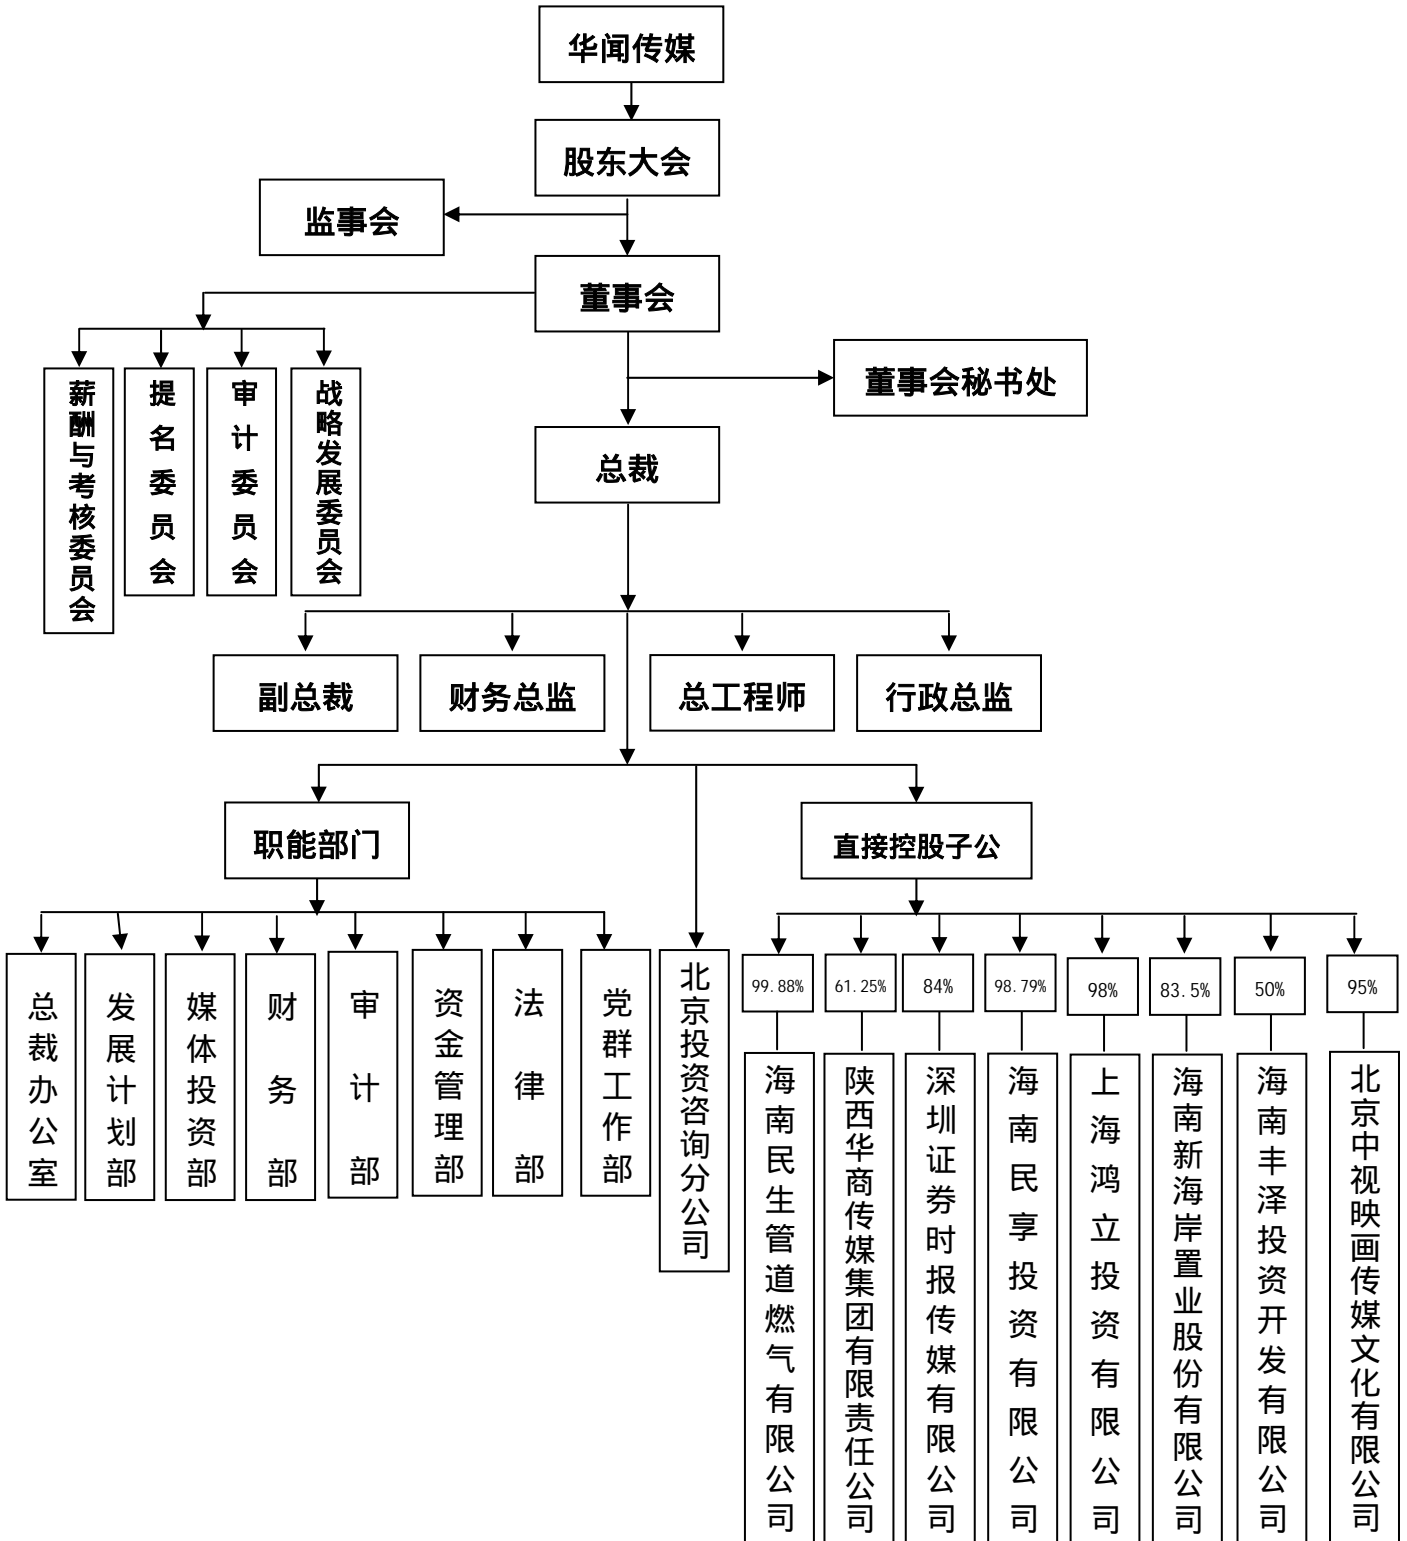 华闻传媒
股东大会
监事会
董事会
董事会秘书处
薪酬与考核委员会
提名委员会
审计委员会
战略发展委员会
总裁
副总裁
财务总监
总工程师
行政总监
职能部门
直接控股子公
总裁办公室
发展计划部
媒体投资部
财务部
审计部
资金管理部
法律部
党群工作部
北京投资咨询分公司
99.88%
61.25%
84%
98.79%
98%
83.5%
50%
95%
海南民生管道燃气有限公司
陕西华商传媒集团有限责任公司
深圳证券时报传媒有限公司
海南民享投资有限公司
上海鸿立投资有限公司
海南新海岸置业股份有限公司
海南丰泽投资开发有限公司
北京中视映画传媒文化有限公司